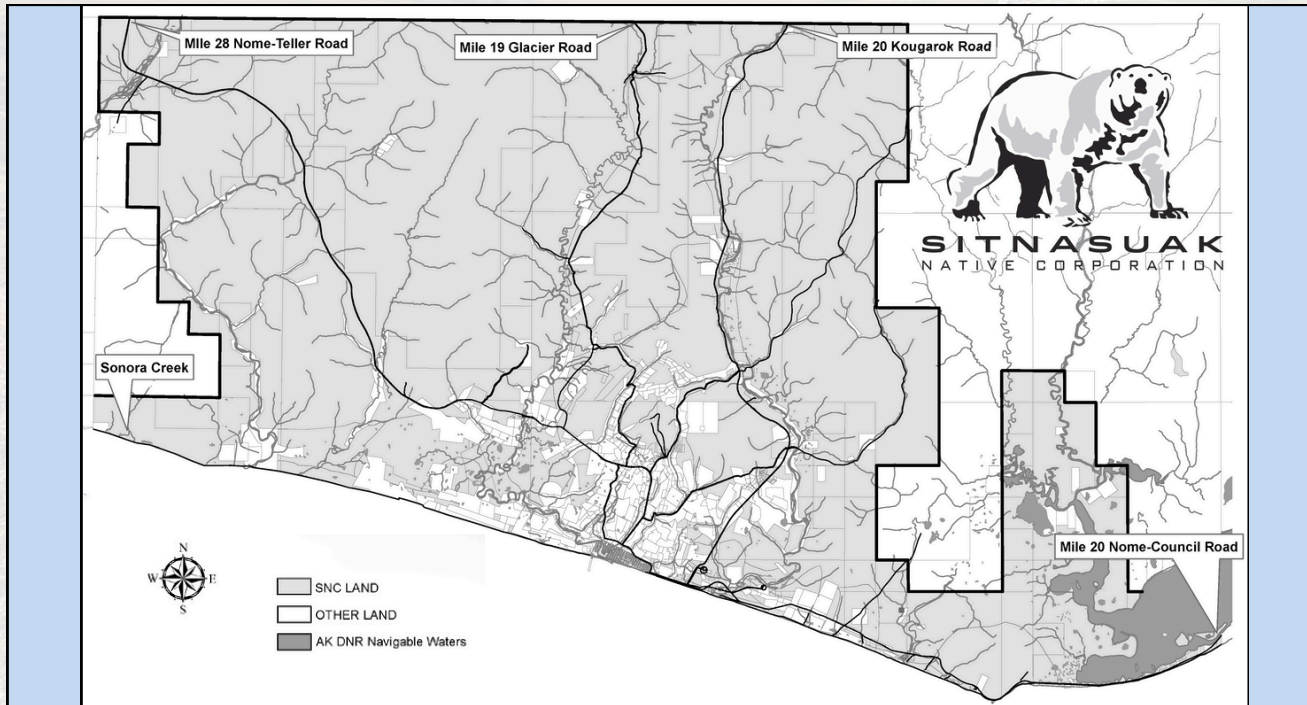 MIle 28 Nome-Teller Road
Mile 19 Glacier Road
Mile 20 Kougarok Road
SITNASUAK
NATIVE CORPORATION
Sonora Creek
Mile 20 Nome-Council Road
N
W E
S
SNC LAND
OTHER LAND
AK DNR Navigable Waters